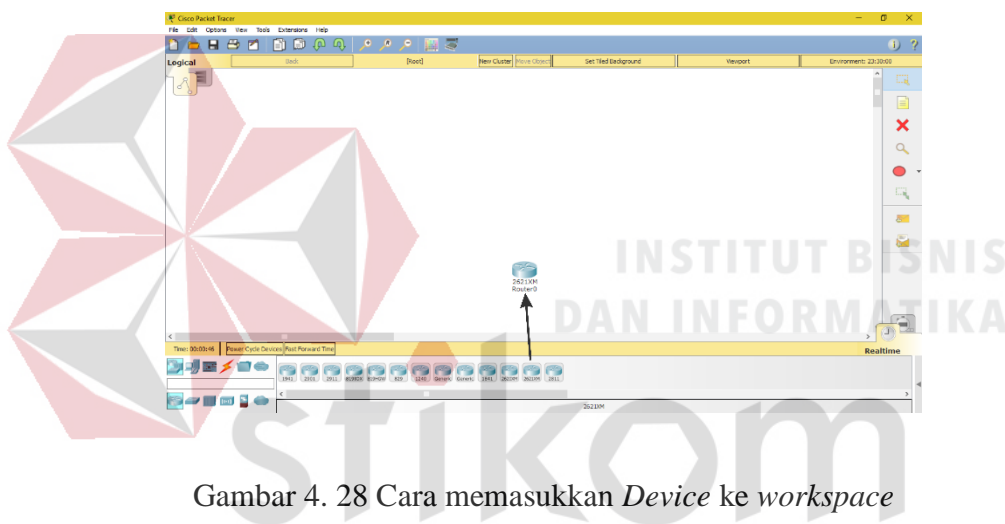 Cisco Packet Tracer
File Edit Options View Tools Extensions Help
Logical
Back
[Root]
New Cluster
Move Object
Set Tiled Background
Viewport
Environment: 23:30:00
INSTITUT BISNIS
2621XM
Router0
DAN INFORMATIKA
Time: 00:00:46
Power Cycle Devices
Fast Forward Time
Realtime
1941 2901 2911 819 829 1240 Generic Generic 1841 2620XM 2621XM 2811
2621XM
stikom
Gambar 4. 28 Cara memasukkan Device ke workspace